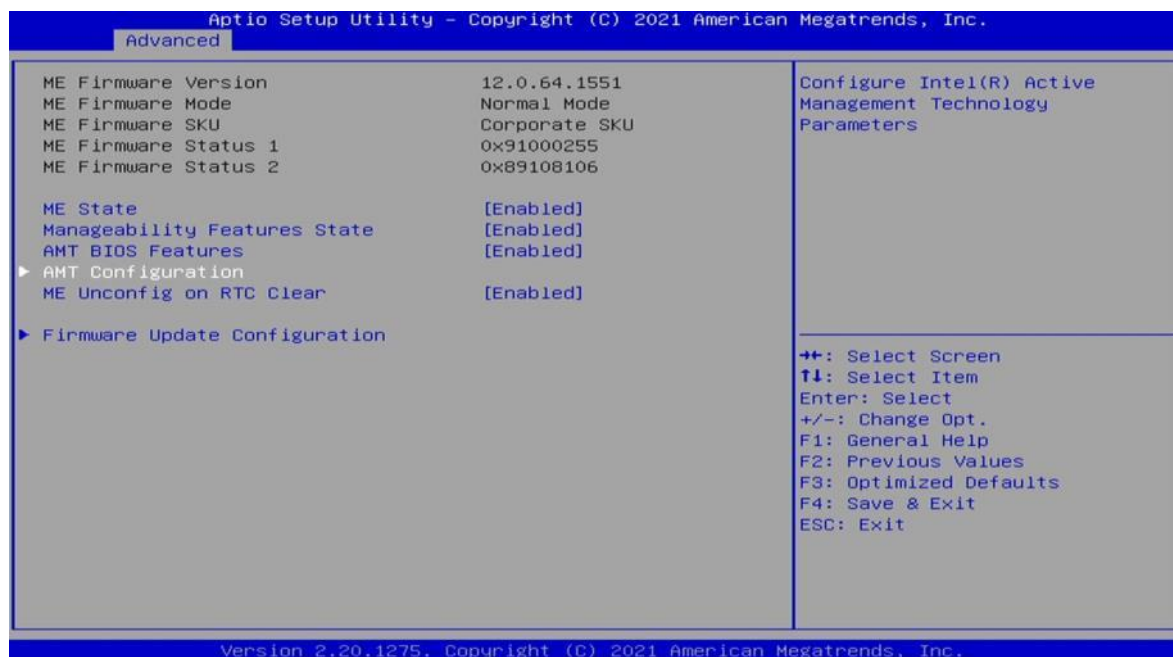 Aptio Setup Utility – Copyright (C) 2021 American Megatrends, Inc.
Advanced
ME Firmware Version 12.0.64.1551
ME Firmware Mode Normal Mode
ME Firmware SKU Corporate SKU
ME Firmware Status 1 0x91000255
ME Firmware Status 2 0x89108106
ME State [Enabled]
Manageability Features State [Enabled]
AMT BIOS Features [Enabled]
► AMT Configuration
ME Unconfig on RTC Clear [Enabled]
► Firmware Update Configuration
Configure Intel(R) Active
Management Technology
Parameters
→←: Select Screen
↑↓: Select Item
Enter: Select
+/-: Change Opt.
F1: General Help
F2: Previous Values
F3: Optimized Defaults
F4: Save & Exit
ESC: Exit
Version 2.20.1275. Copyright (C) 2021 American Megatrends, Inc.